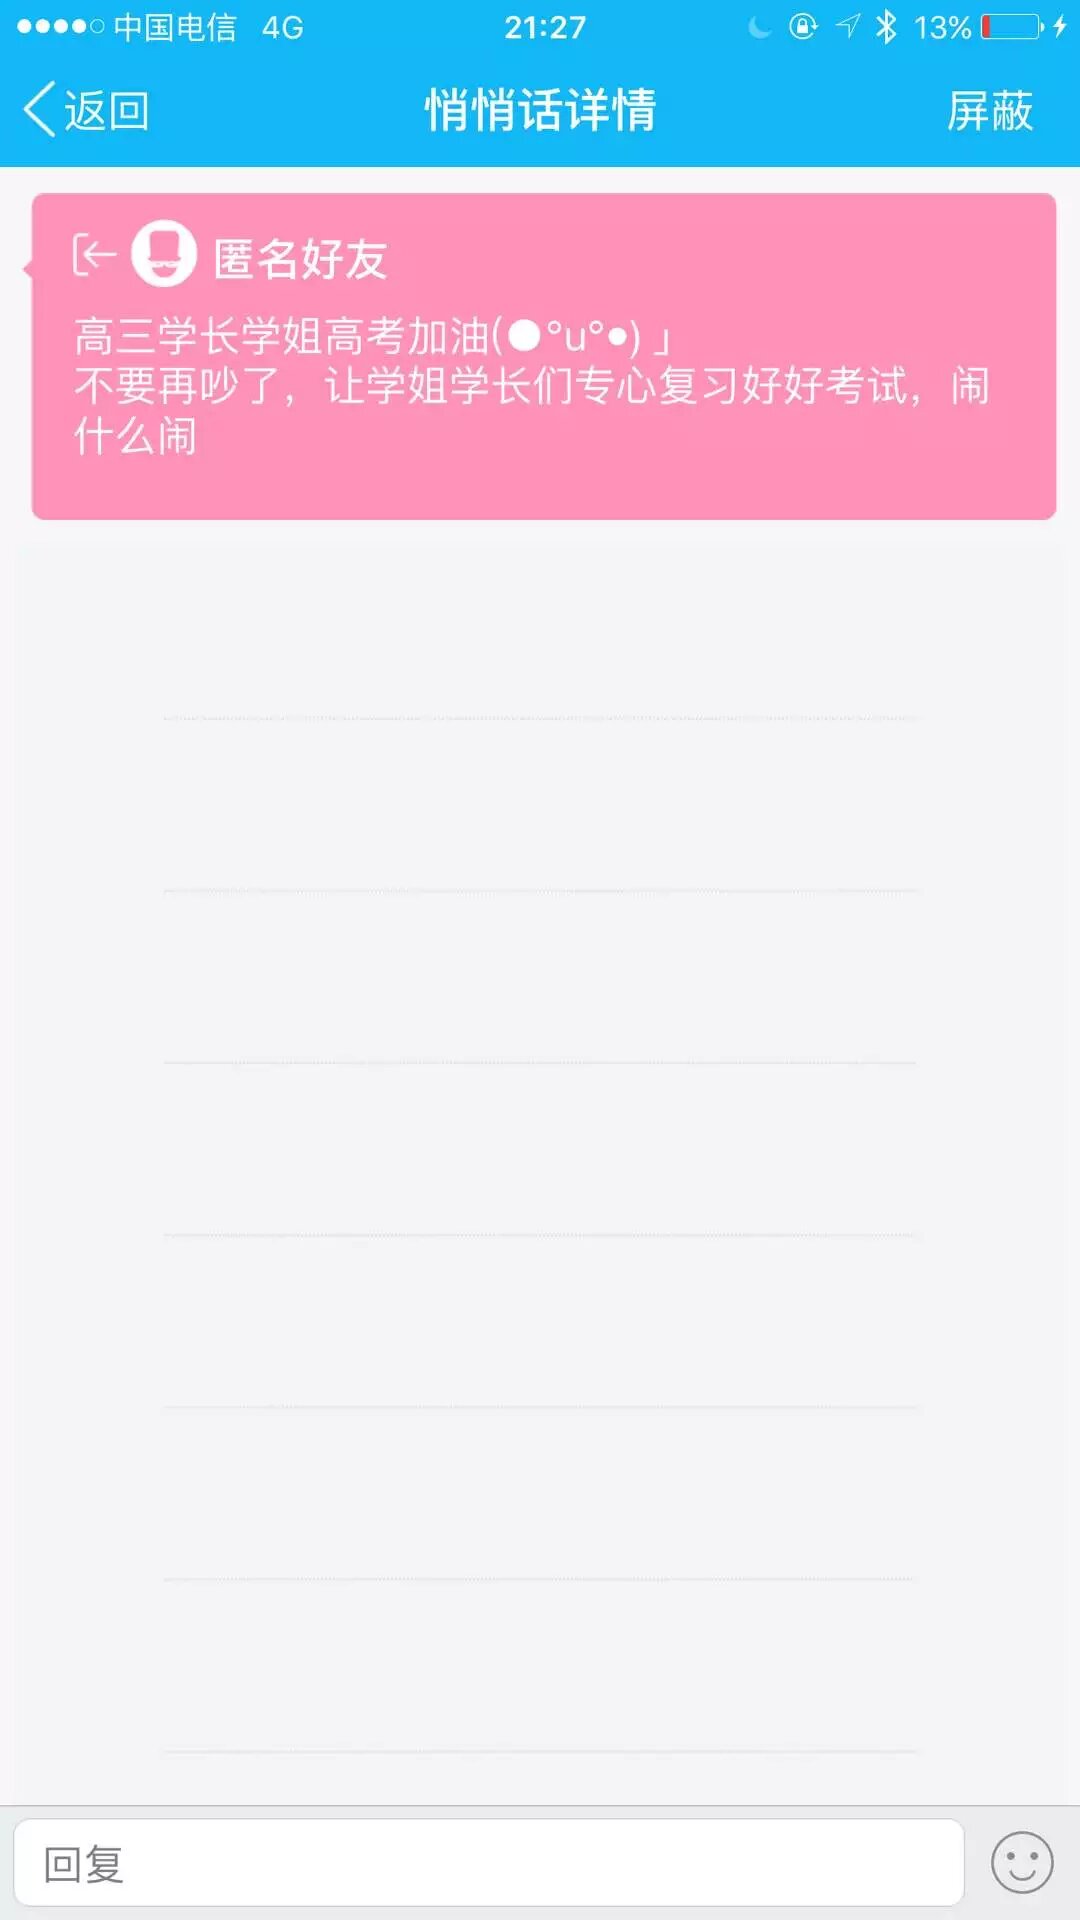 中国电信 4G 21:27 13%
返回 悄悄话详情 屏蔽
匿名好友
高三学长学姐高考加油(●°u°●) 」
不要再吵了，让学姐学长们专心复习好好考试，闹
什么闹
回复